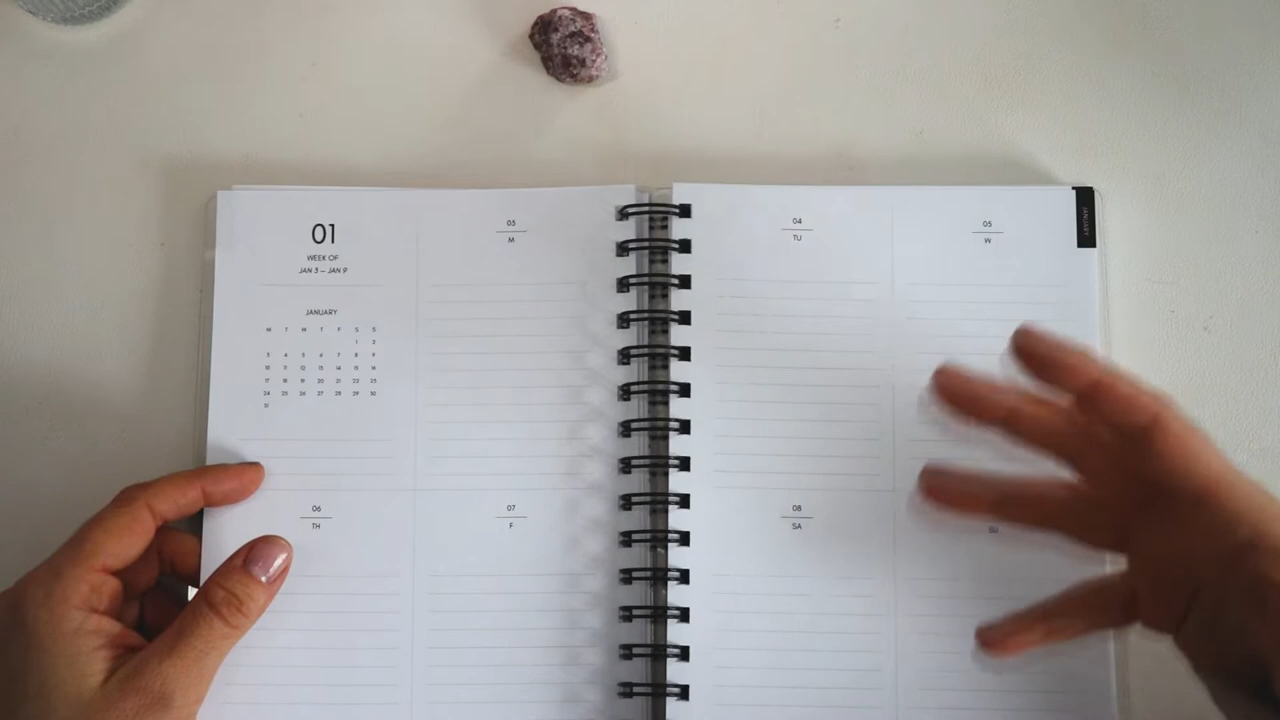 01
WEEK OF
JAN 3 – JAN 9
JANUARY
M T W T F S S
1 2
3 4 5 6 7 8 9
10 11 12 13 14 15 16
17 18 19 20 21 22 23
24 25 26 27 28 29 30
31
03
M
04
TU
05
W
JANUARY
06
TH
07
F
08
SA
SU